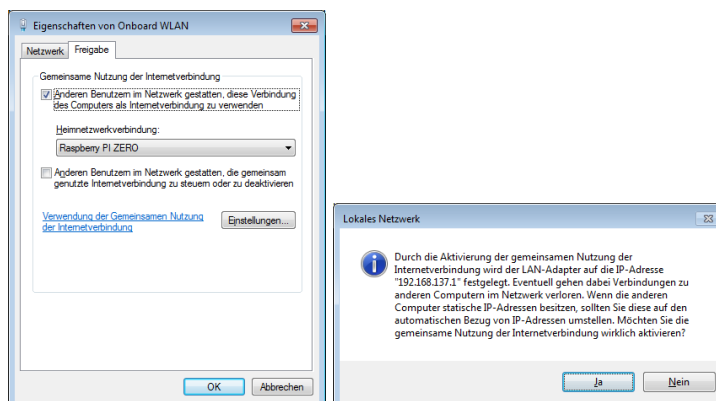 Eigenschaften von Onboard WLAN
Netzwerk
Freigabe
Gemeinsame Nutzung der Internetverbindung
Anderen Benutzern im Netzwerk gestatten, diese Verbindung
des Computers als Internetverbindung zu verwenden
Heimnetzwerkverbindung:
Raspberry PI ZERO
Anderen Benutzern im Netzwerk gestatten, die gemeinsam
genutzte Internetverbindung zu steuern oder zu deaktivieren
Verwendung der Gemeinsamen Nutzung
der Internetverbindung
Einstellungen...
OK
Abbrechen
Lokales Netzwerk
Durch die Aktivierung der gemeinsamen Nutzung der
Internetverbindung wird der LAN-Adapter auf die IP-Adresse
"192.168.137.1" festgelegt. Eventuell gehen dabei Verbindungen zu
anderen Computern im Netzwerk verloren. Wenn die anderen
Computer statische IP-Adressen besitzen, sollten Sie diese auf den
automatischen Bezug von IP-Adressen umstellen. Möchten Sie die
gemeinsame Nutzung der Internetverbindung wirklich aktivieren?
Ja
Nein